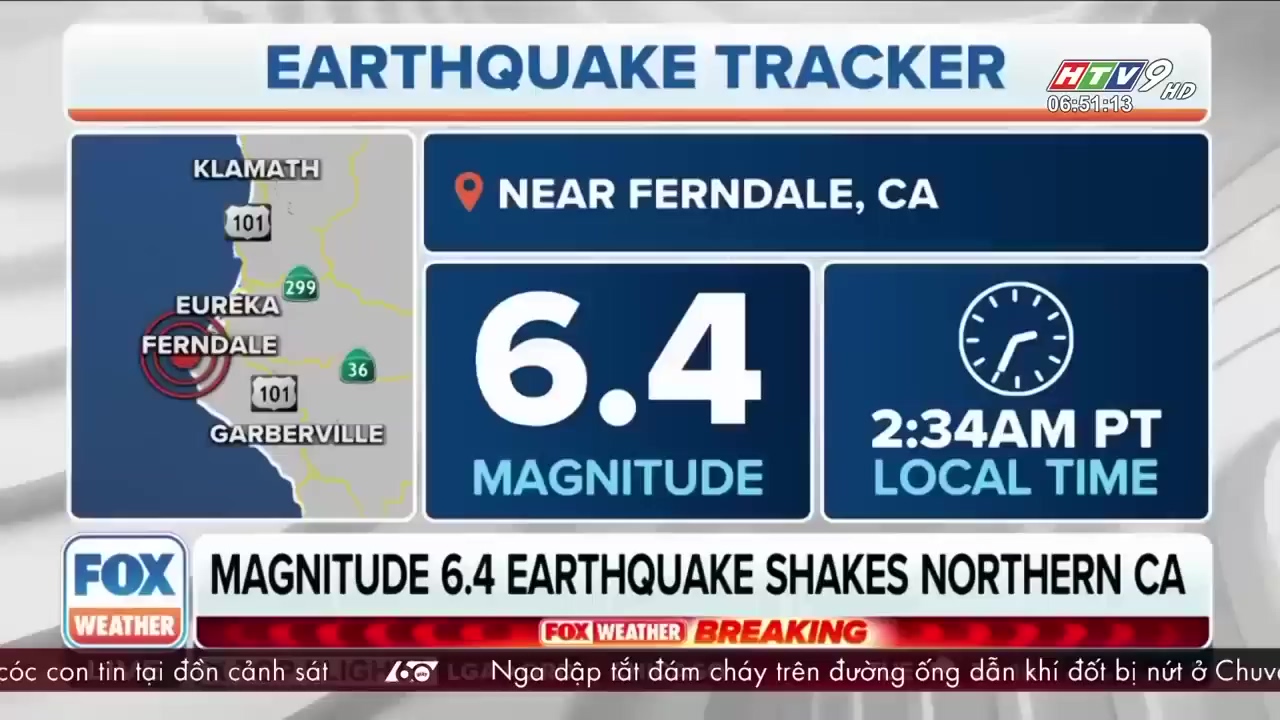 EARTHQUAKE TRACKER
HTV9 HD
06:51:13
KLAMATH
101
299
EUREKA
FERNDALE
36
101
GARBERVILLE
NEAR FERNDALE, CA
6.4
MAGNITUDE
2:34AM PT
LOCAL TIME
FOX
WEATHER
MAGNITUDE 6.4 EARTHQUAKE SHAKES NORTHERN CA
FOX WEATHER BREAKING
cóc con tin tại đồn cảnh sát 60 giây Nga dập tắt đám cháy trên đường ống dẫn khí đốt bị nứt ở